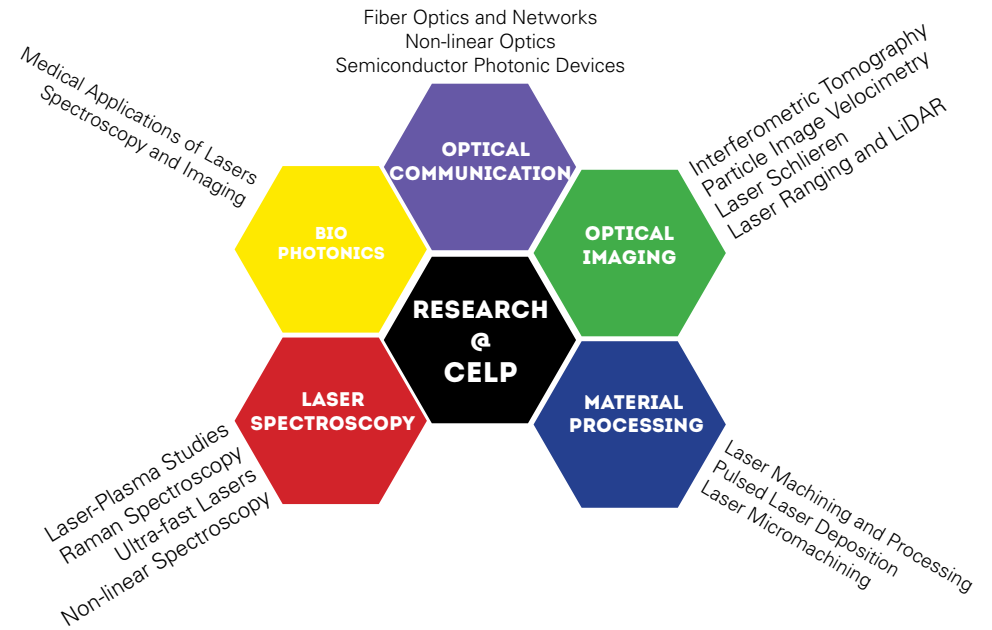 Fiber Optics and Networks
Non-linear Optics
Semiconductor Photonic Devices
Medical Applications of Lasers
Spectroscopy and Imaging
Interferometric Tomography
Particle Image Velocimetry
Laser Schlieren
Laser Ranging and LiDAR
OPTICAL
COMMUNICATION
BIO
PHOTONICS
OPTICAL
IMAGING
RESEARCH
@
CELP
LASER
SPECTROSCOPY
MATERIAL
PROCESSING
Laser-Plasma Studies
Raman Spectroscopy
Ultra-fast Lasers
Non-linear Spectroscopy
Laser Machining and Processing
Pulsed Laser Deposition
Laser Micromachining